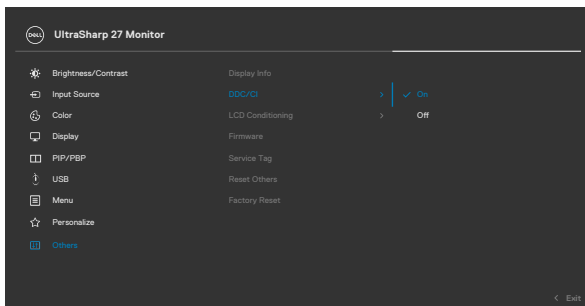 DELL
UltraSharp 27 Monitor
Brightness/Contrast
Display Info
Input Source
DDC/CI
On
Color
LCD Conditioning
Off
Display
Firmware
PIP/PBP
Service Tag
USB
Reset Others
Menu
Factory Reset
Personalize
Others
Exit